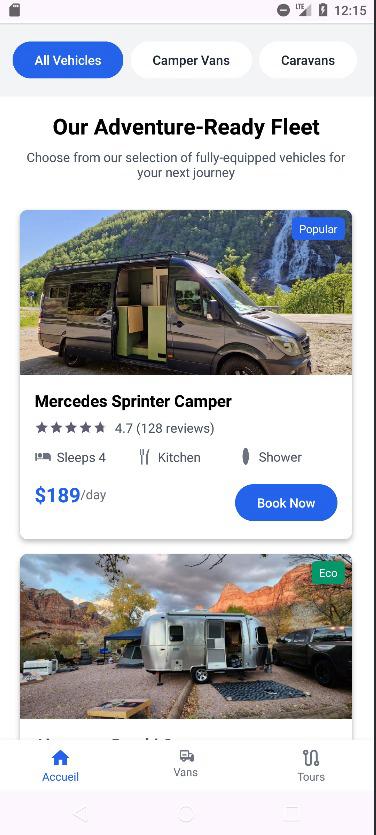 LTE 12:15
All Vehicles
Camper Vans
Caravans
Our Adventure-Ready Fleet
Choose from our selection of fully-equipped vehicles for
your next journey
Popular
Mercedes Sprinter Camper
4.7 (128 reviews)
Sleeps 4
Kitchen
Shower
$189/day
Book Now
Eco
Accueil
Vans
Tours